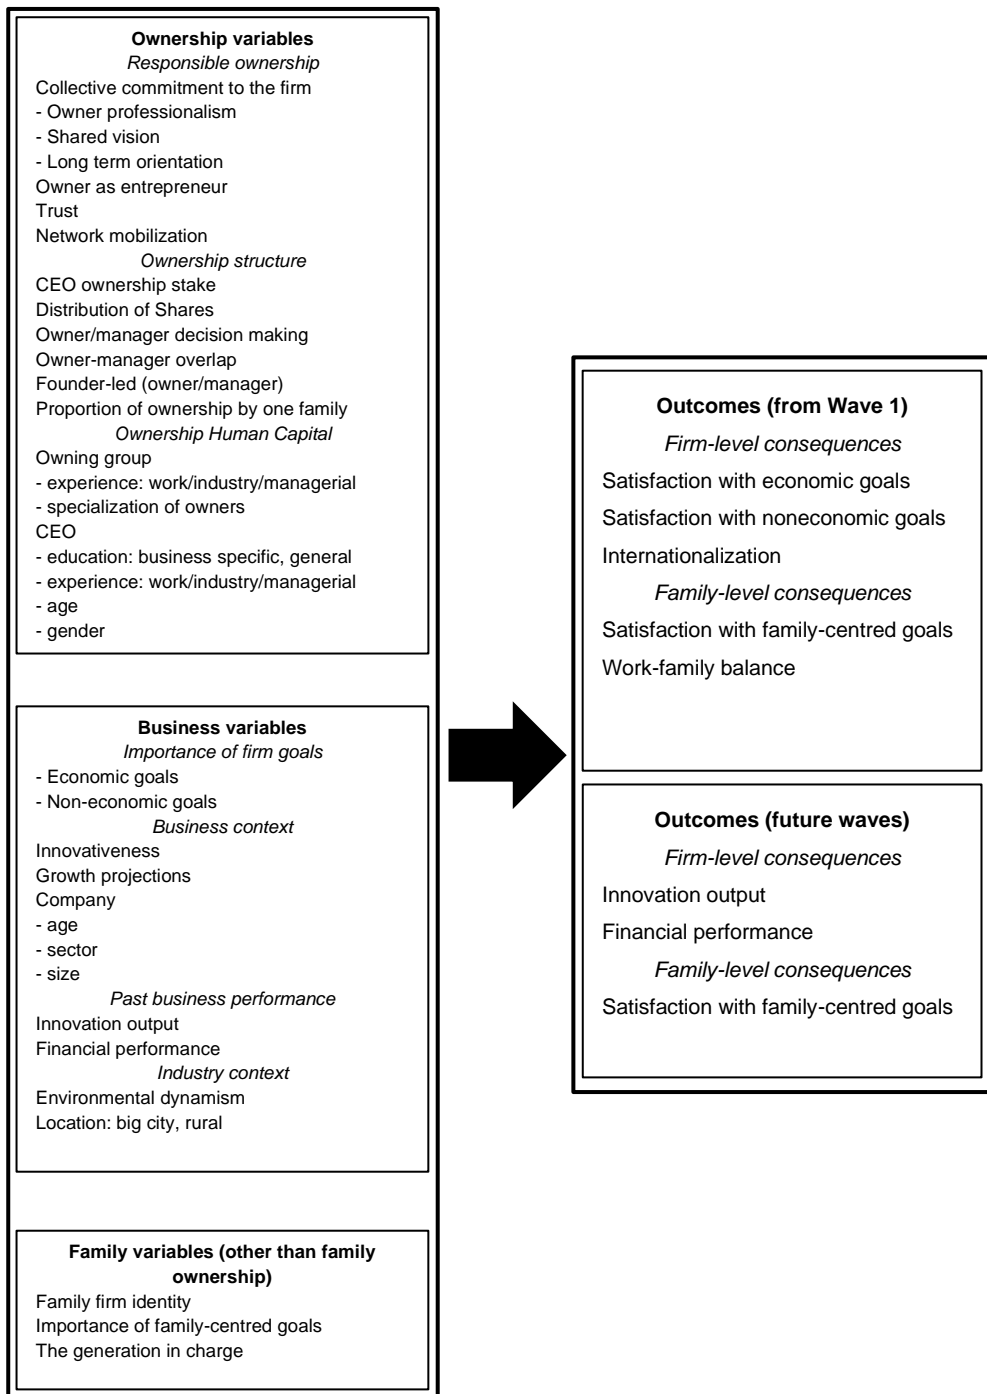 Ownership variables
Responsible ownership
Collective commitment to the firm
- Owner professionalism
- Shared vision
- Long term orientation
Owner as entrepreneur
Trust
Network mobilization
Ownership structure
CEO ownership stake
Distribution of Shares
Owner/manager decision making
Owner-manager overlap
Founder-led (owner/manager)
Proportion of ownership by one family
Ownership Human Capital
Owning group
- experience: work/industry/managerial
- specialization of owners
CEO
- education: business specific, general
- experience: work/industry/managerial
- age
- gender
Business variables
Importance of firm goals
- Economic goals
- Non-economic goals
Business context
Innovativeness
Growth projections
Company
- age
- sector
- size
Past business performance
Innovation output
Financial performance
Industry context
Environmental dynamism
Location: big city, rural
Family variables (other than family
ownership)
Family firm identity
Importance of family-centred goals
The generation in charge
Outcomes (from Wave 1)
Firm-level consequences
Satisfaction with economic goals
Satisfaction with noneconomic goals
Internationalization
Family-level consequences
Satisfaction with family-centred goals
Work-family balance
Outcomes (future waves)
Firm-level consequences
Innovation output
Financial performance
Family-level consequences
Satisfaction with family-centred goals